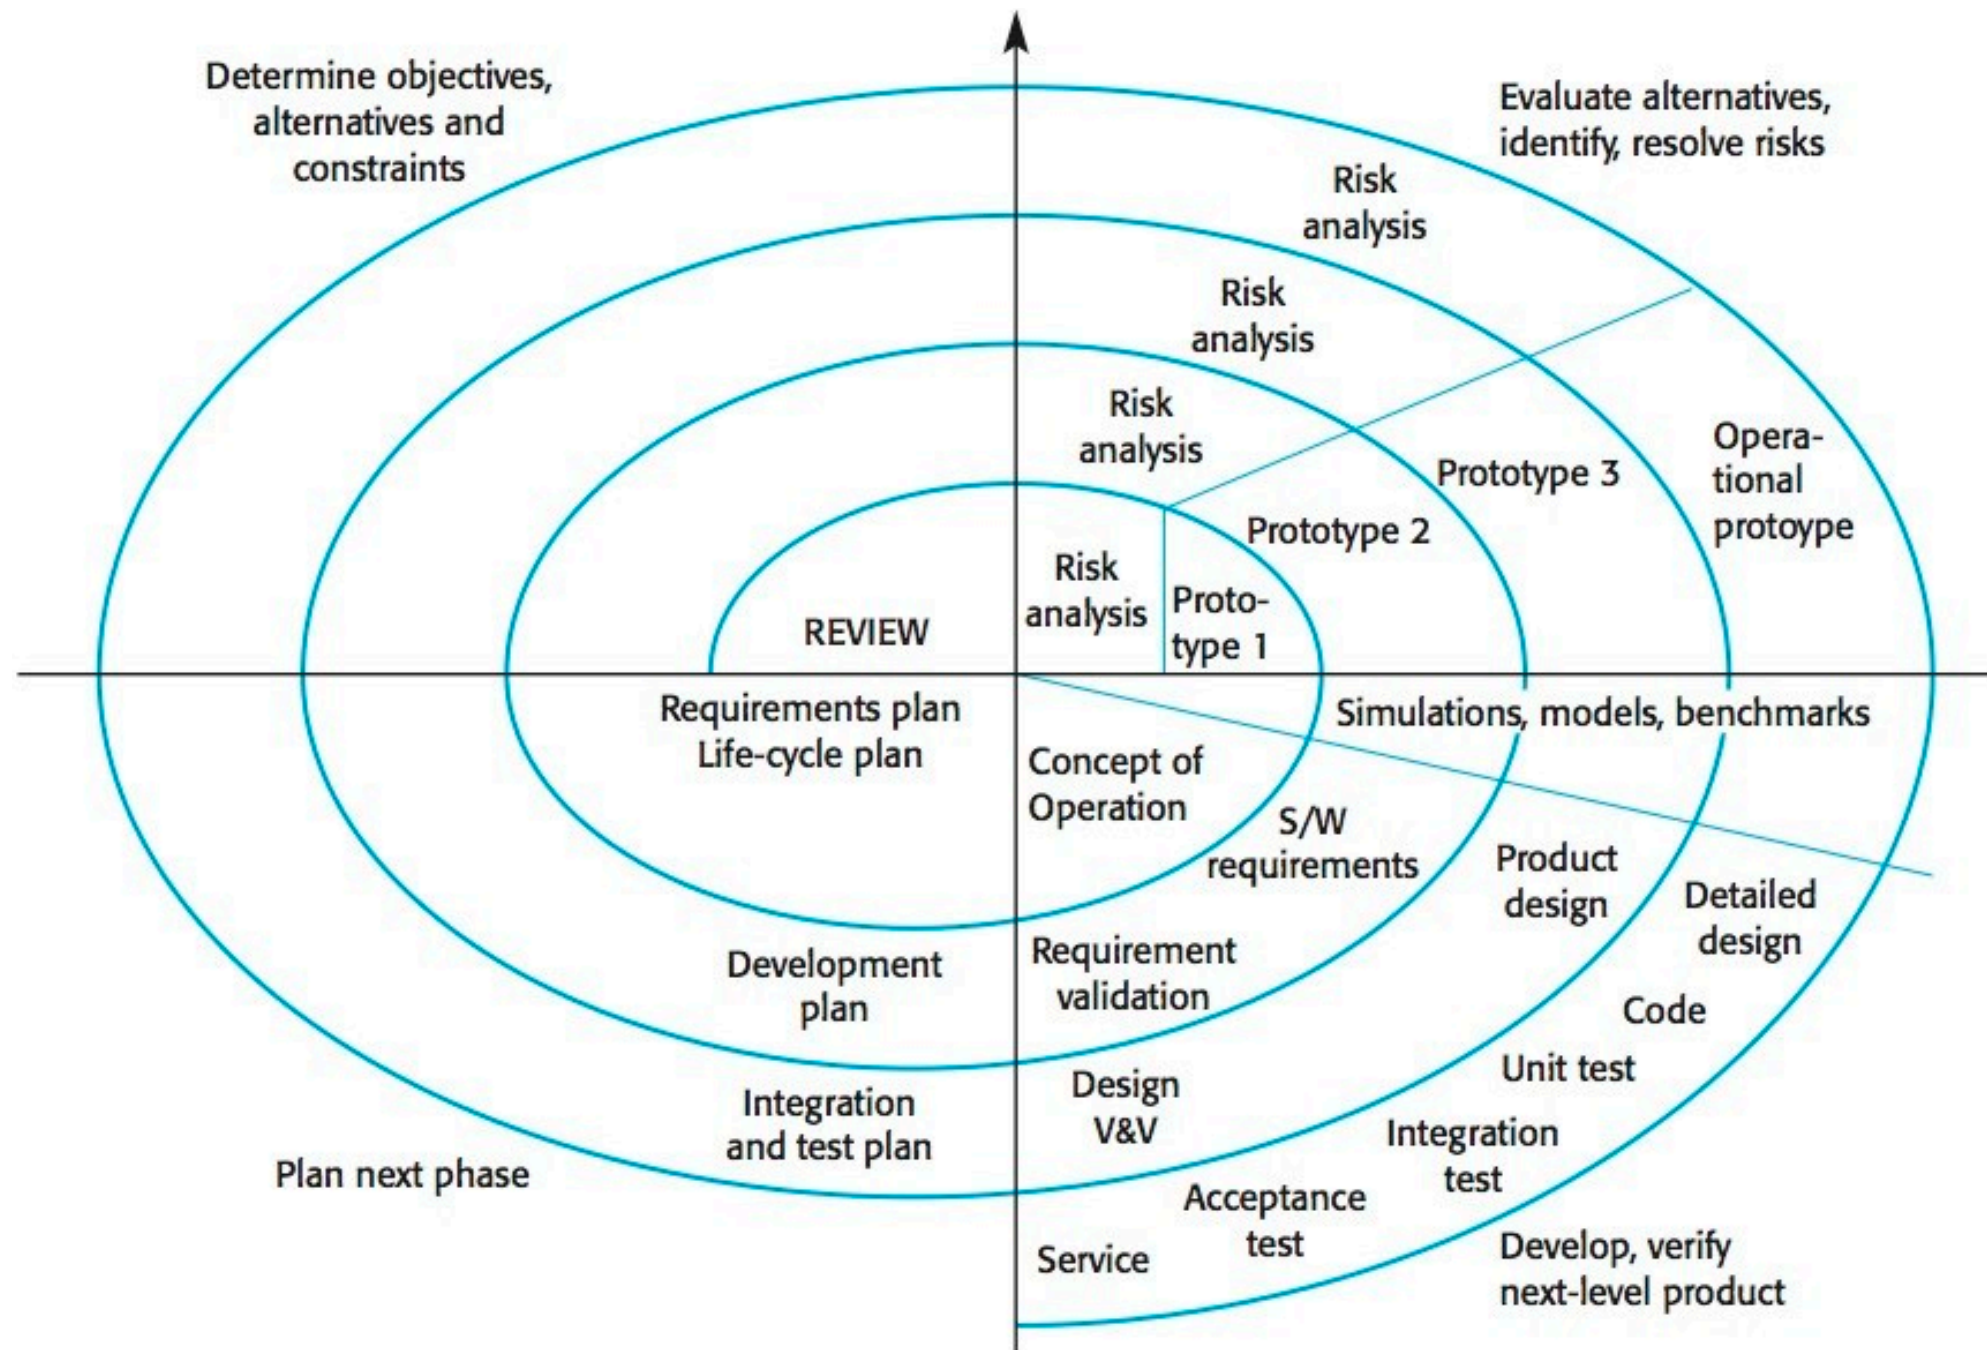 Determine objectives,
alternatives and
constraints
Evaluate alternatives,
identify, resolve risks
Risk
analysis
Risk
analysis
Risk
analysis
Opera-
tional
protoype
Prototype 3
Prototype 2
Risk
analysis
Proto-
type 1
REVIEW
Requirements plan
Life-cycle plan
Simulations, models, benchmarks
Concept of
Operation
S/W
requirements
Product
design
Detailed
design
Development
plan
Requirement
validation
Code
Unit test
Integration
and test plan
Design
V&V
Integration
test
Plan next phase
Acceptance
test
Service
Develop, verify
next-level product